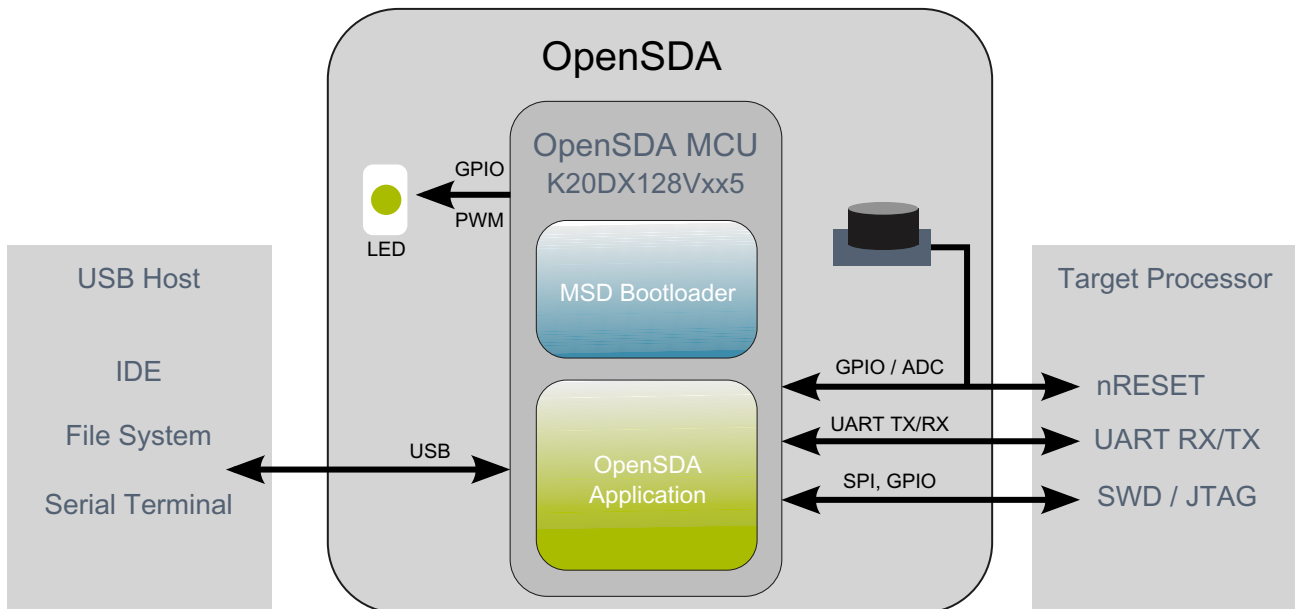 OpenSDA
OpenSDA MCU
K20DX128Vxx5
GPIO
PWM
LED
MSD Bootloader
OpenSDA
Application
USB Host
IDE
File System
Serial Terminal
USB
GPIO / ADC
UART TX/RX
SPI, GPIO
Target Processor
nRESET
UART RX/TX
SWD / JTAG